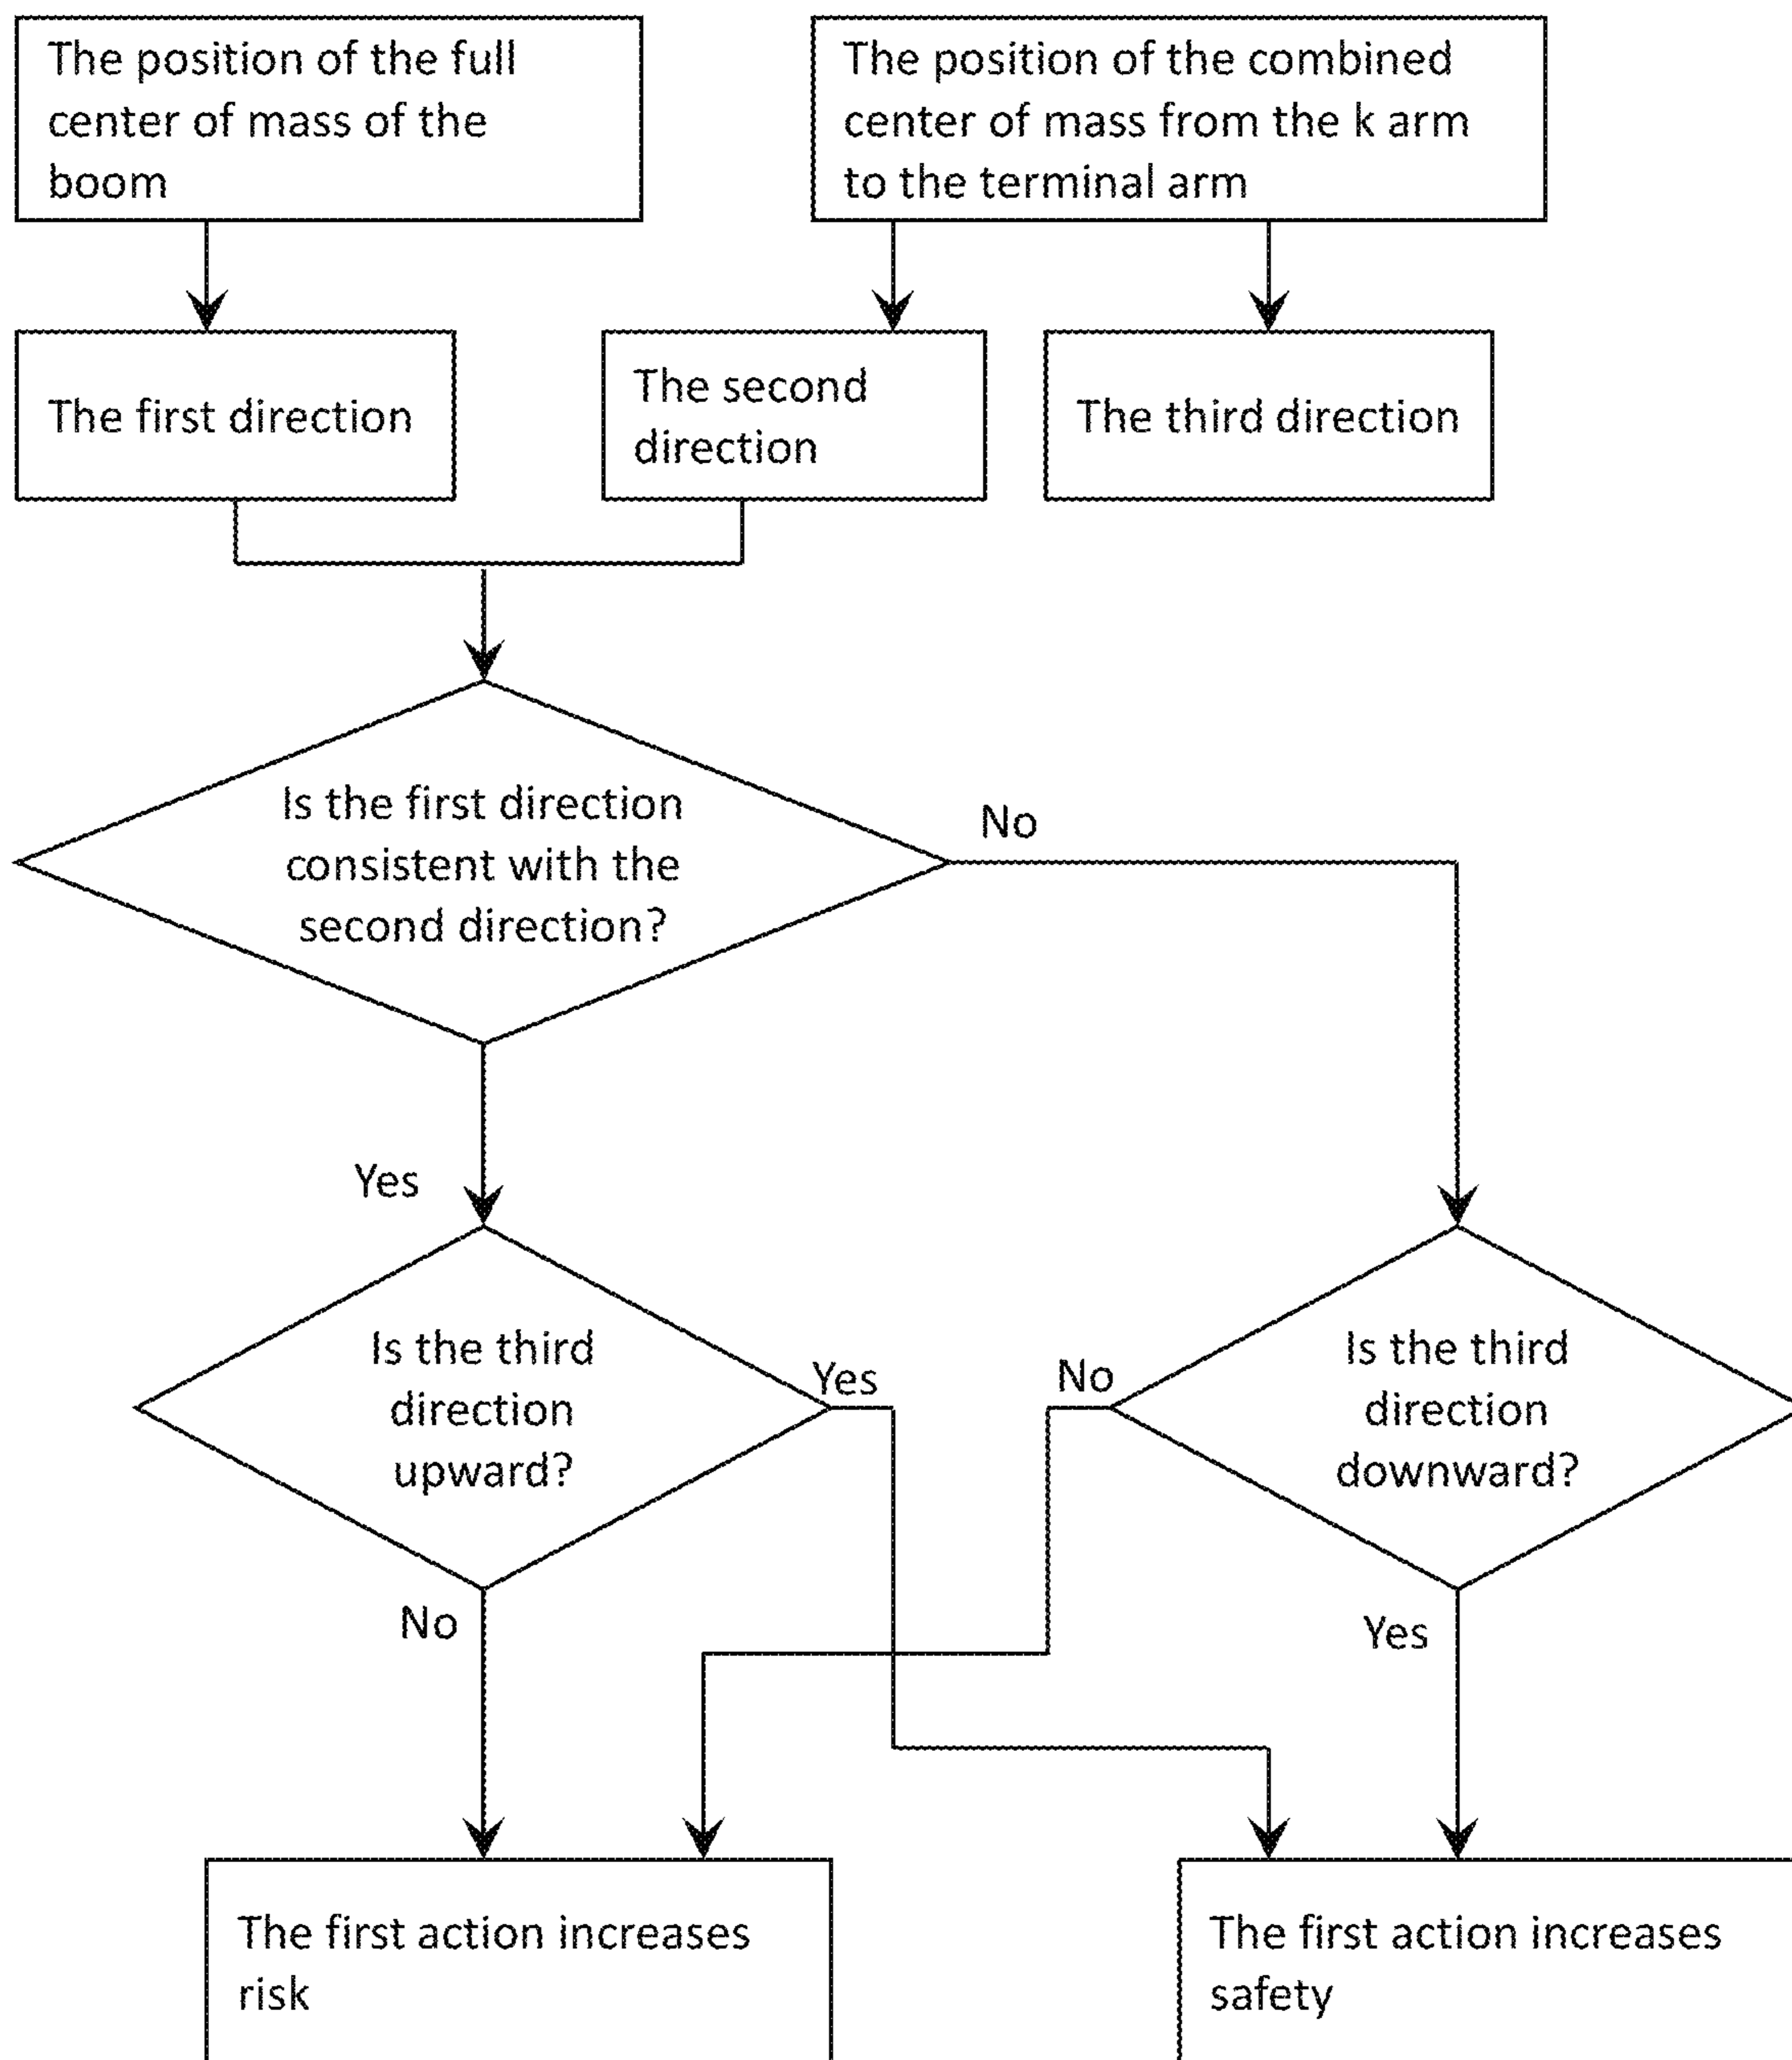 The position of the full
center of mass of the
boom
The position of the combined
center of mass from the k arm
to the terminal arm
The first direction
The second
direction
The third direction
Is the first direction
consistent with the
second direction?
No
Yes
Is the third
direction
upward?
Yes
No
Is the third
direction
downward?
No
Yes
The first action increases
risk
The first action increases
safety